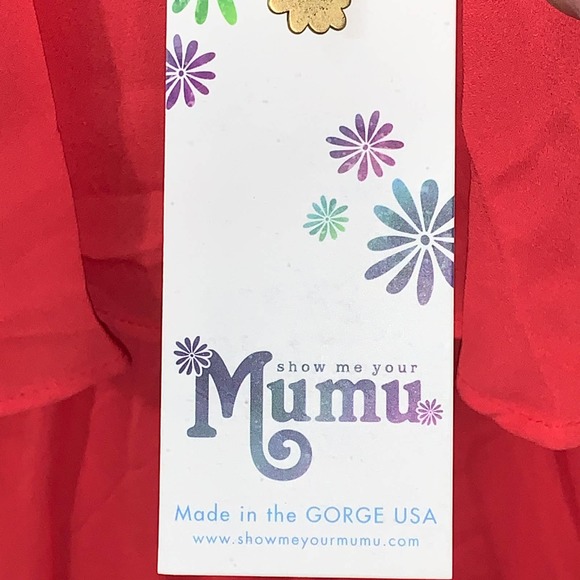 show me your
Mumu
Made in the GORGE USA
www.showmeyourmumu.com